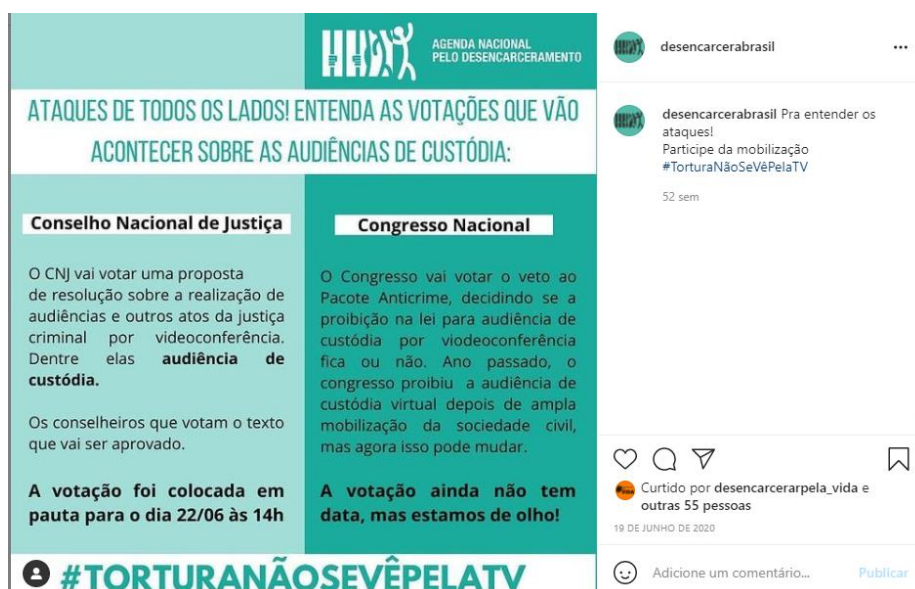 AGENDA NACIONAL
PELO DESENCARCERAMENTO
ATAQUES DE TODOS OS LADOS! ENTENDA AS VOTAÇÕES QUE VÃO
ACONTECER SOBRE AS AUDIÊNCIAS DE CUSTÓDIA:
Conselho Nacional de Justiça
O CNJ vai votar uma proposta
de resolução sobre a realização de
audiências e outros atos da justiça
criminal por videoconferência.
Dentre elas audiência de
custódia.
Os conselheiros que votam o texto
que vai ser aprovado.
A votação foi colocada em
pauta para o dia 22/06 às 14h
Congresso Nacional
O Congresso vai votar o veto ao
Pacote Anticrime, decidindo se a
proibição na lei para audiência de
custódia por viodeoconferência
fica ou não. Ano passado, o
congresso proibiu a audiência de
custódia virtual depois de ampla
mobilização da sociedade civil,
mas agora isso pode mudar.
A votação ainda não tem
data, mas estamos de olho!
#TORTURANÃOSEVÊPELATV
desencarcerabrasil
desencarcerabrasil Pra entender os
ataques!
Participe da mobilização
#TorturaNãoSeVêPelaTV
52 sem
Curtido por desencarcerarpela_vida e
outras 55 pessoas
19 DE JUNHO DE 2020
Adicione um comentário...
Publicar